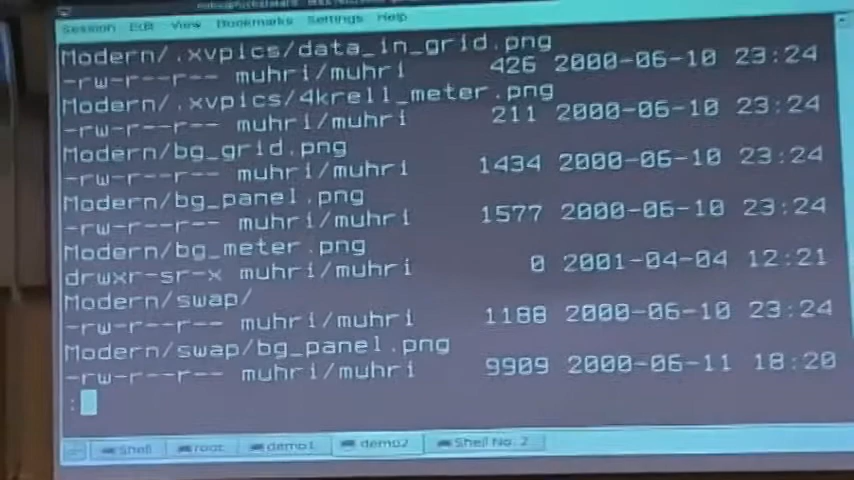 Session Edit View Bookmarks Settings Help
Modern/.xvpics/data_in_grid.png
-rw-r--r-- muhri/muhri 426 2000-06-10 23:24
Modern/.xvpics/4krell_meter.png
-rw-r--r-- muhri/muhri 211 2000-06-10 23:24
Modern/bg_grid.png
-rw-r--r-- muhri/muhri 1434 2000-06-10 23:24
Modern/bg_panel.png
-rw-r--r-- muhri/muhri 1577 2000-06-10 23:24
Modern/bg_meter.png
drwxr-sr-x muhri/muhri 0 2001-04-04 12:21
Modern/swap/
-rw-r--r-- muhri/muhri 1188 2000-06-10 23:24
Modern/swap/bg_panel.png
-rw-r--r-- muhri/muhri 9909 2000-06-11 18:20
:
Shell root demo1 demo2 Shell No. 2